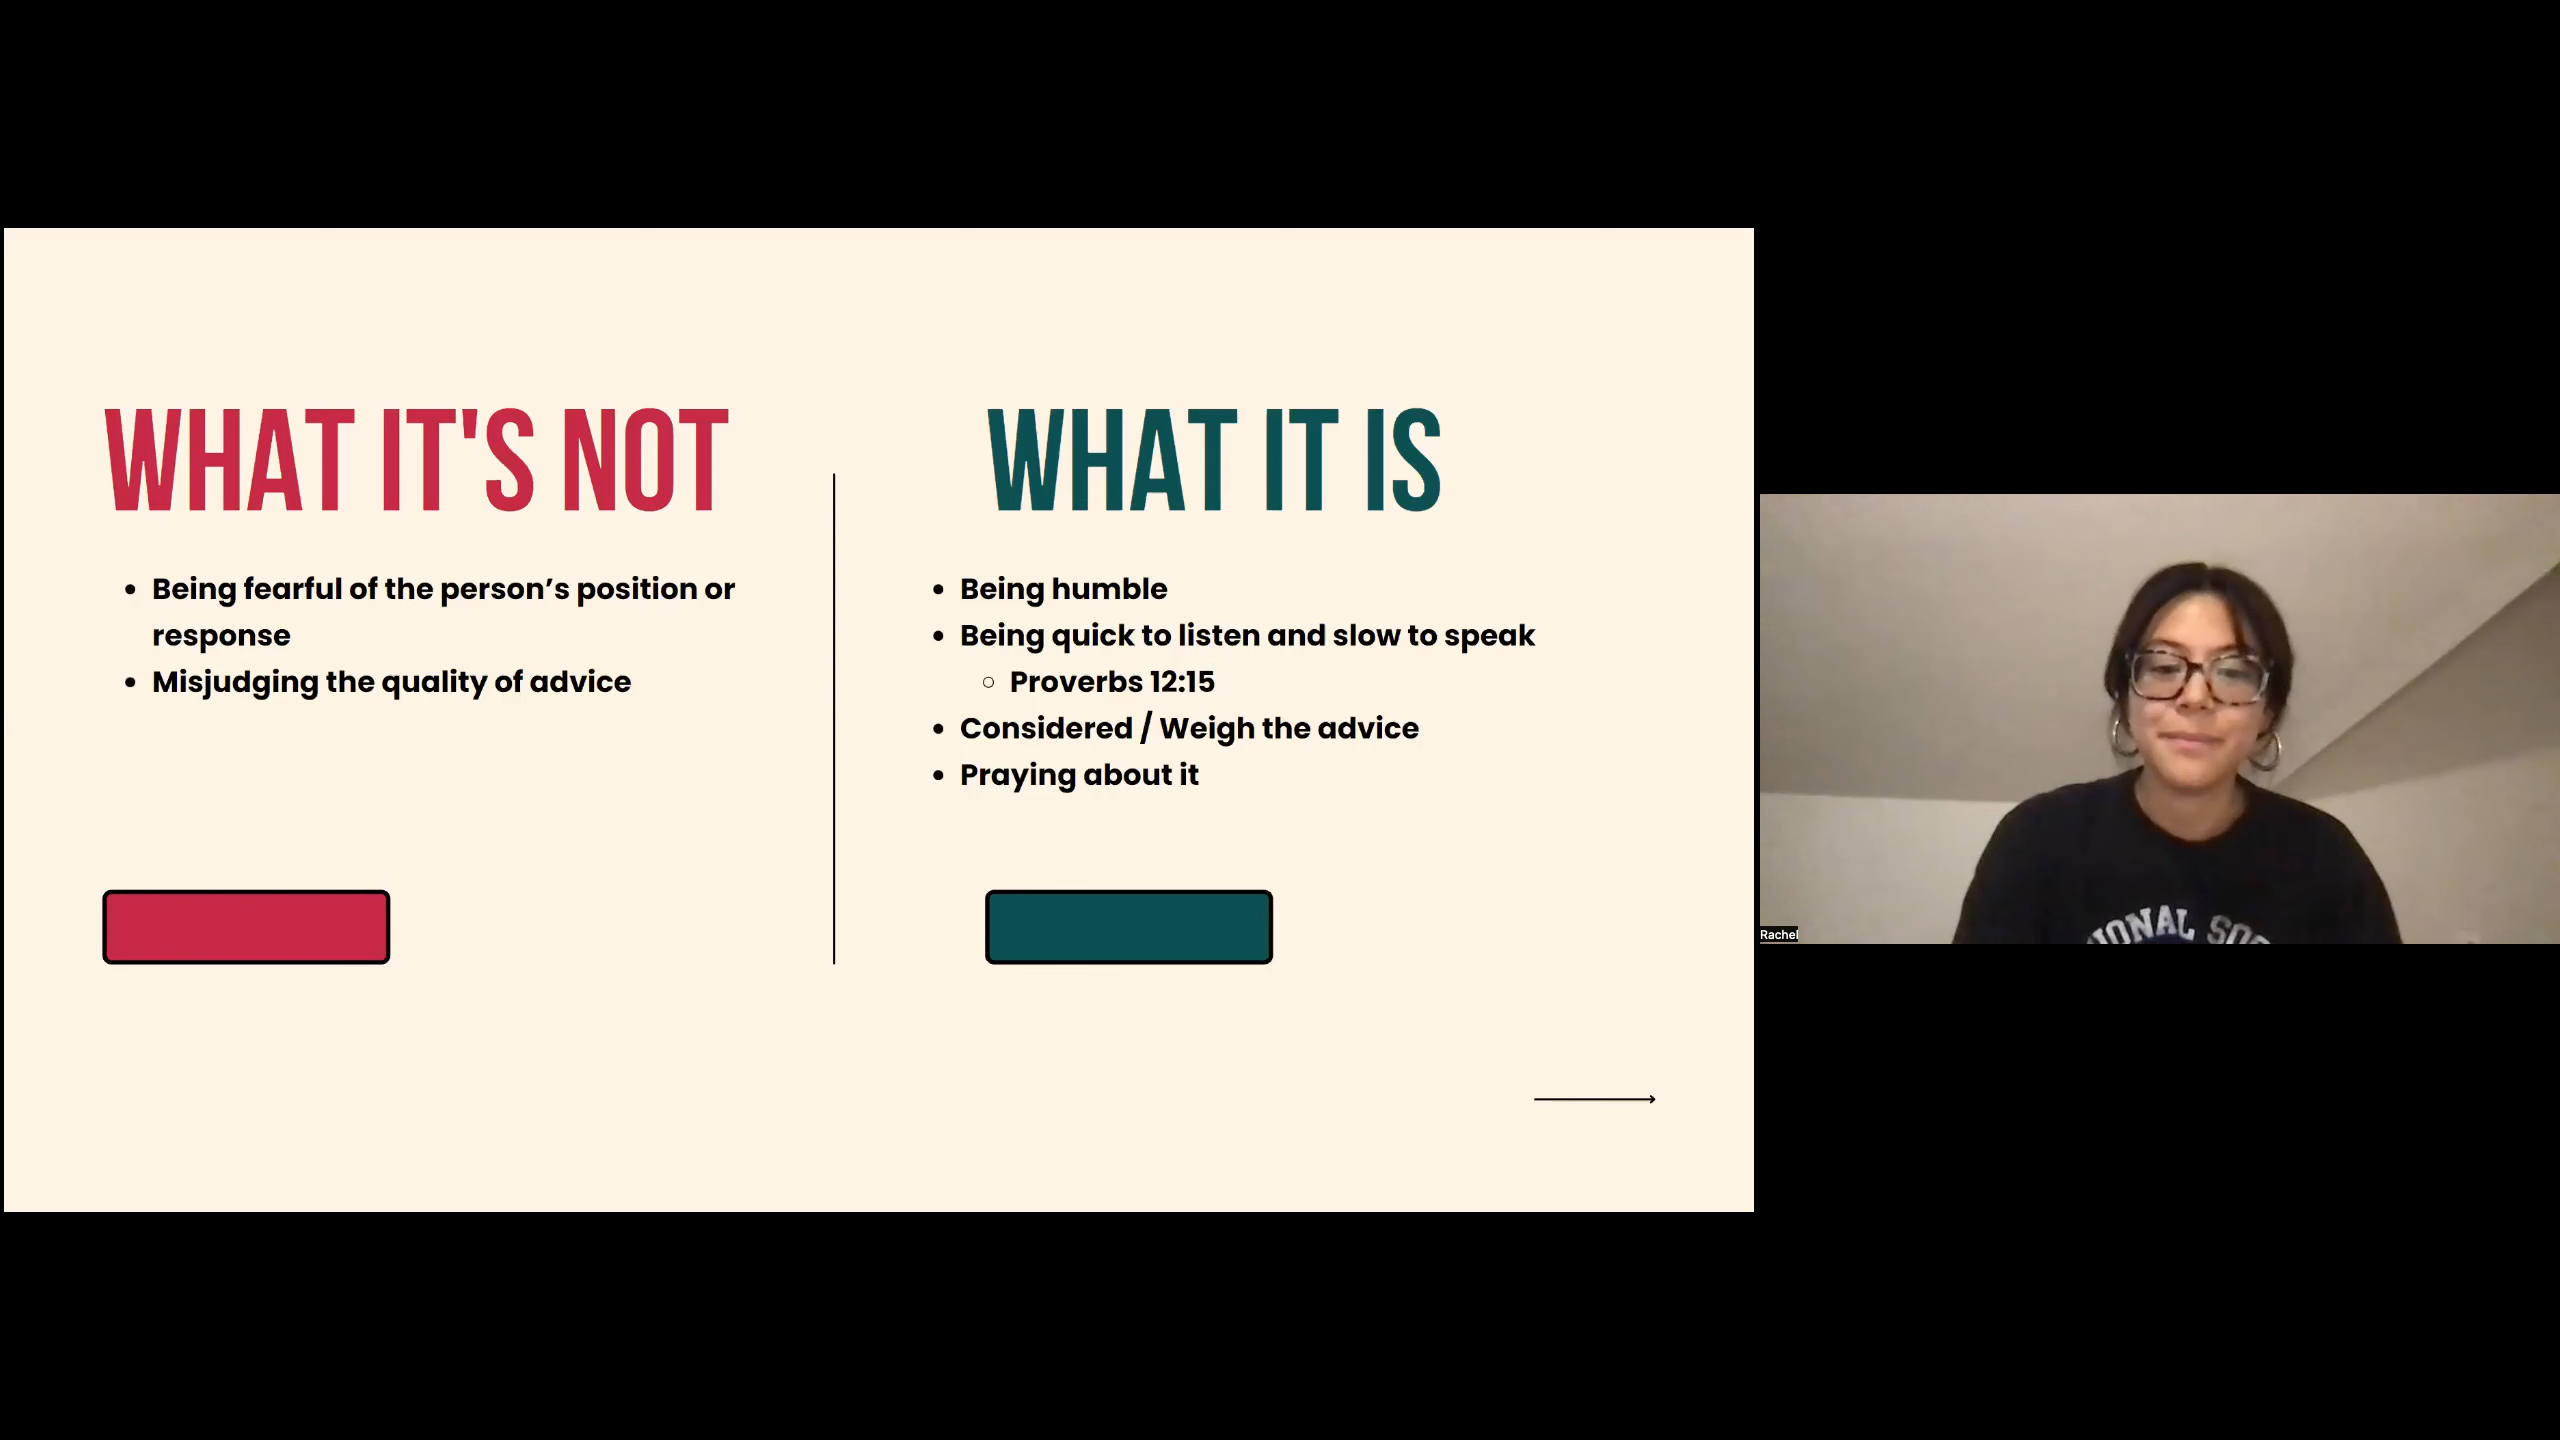 WHAT IT'S NOT
Being fearful of the person’s position or
response
Misjudging the quality of advice
WHAT IT IS
Being humble
Being quick to listen and slow to speak
Proverbs 12:15
Considered / Weigh the advice
Praying about it
Rachel